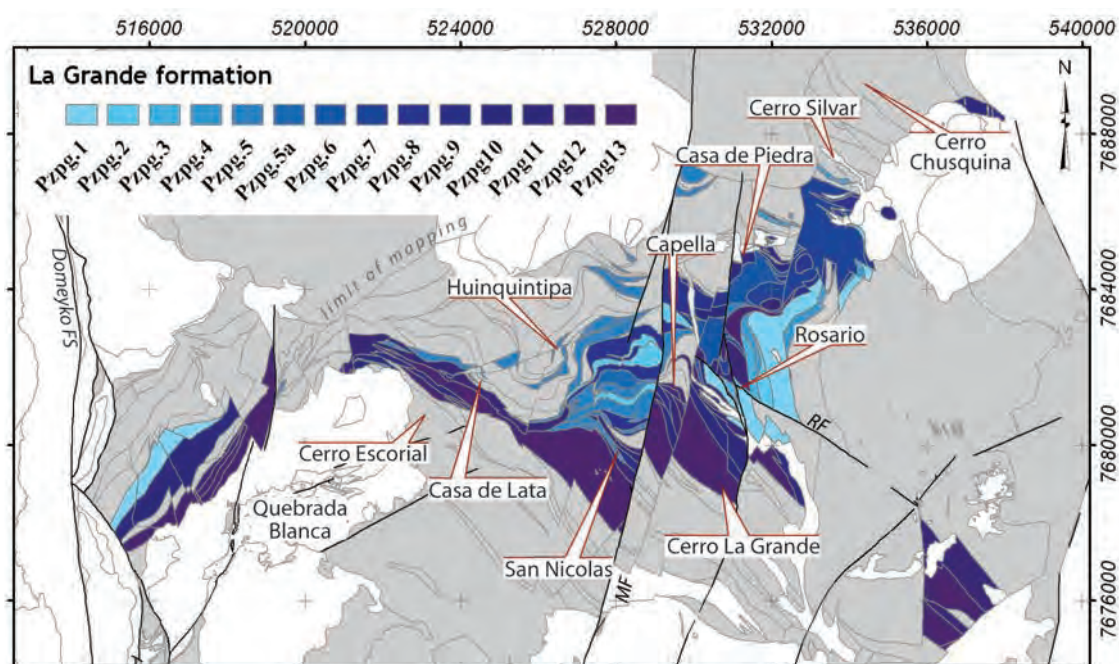 516000 520000 524000 528000 532000 536000 540000
La Grande formation
N
Pzpg-1 Pzpg-2 Pzpg-3 Pzpg-4 Pzpg-5 Pzpg-5a Pzpg-6 Pzpg-7 Pzpg-8 Pzpg-9 Pzpg10 Pzpg11 Pzpg12 Pzpg13
Cerro Silvar
Cerro
Chusquina
7688000
Casa de Piedra
limit of mapping
Domeyko FS
Capella
Huinquintipa
7684000
Rosario
RF
7680000
Cerro Escorial
Casa de Lata
Quebrada
Blanca
San Nicolas
Cerro La Grande
MF
7676000